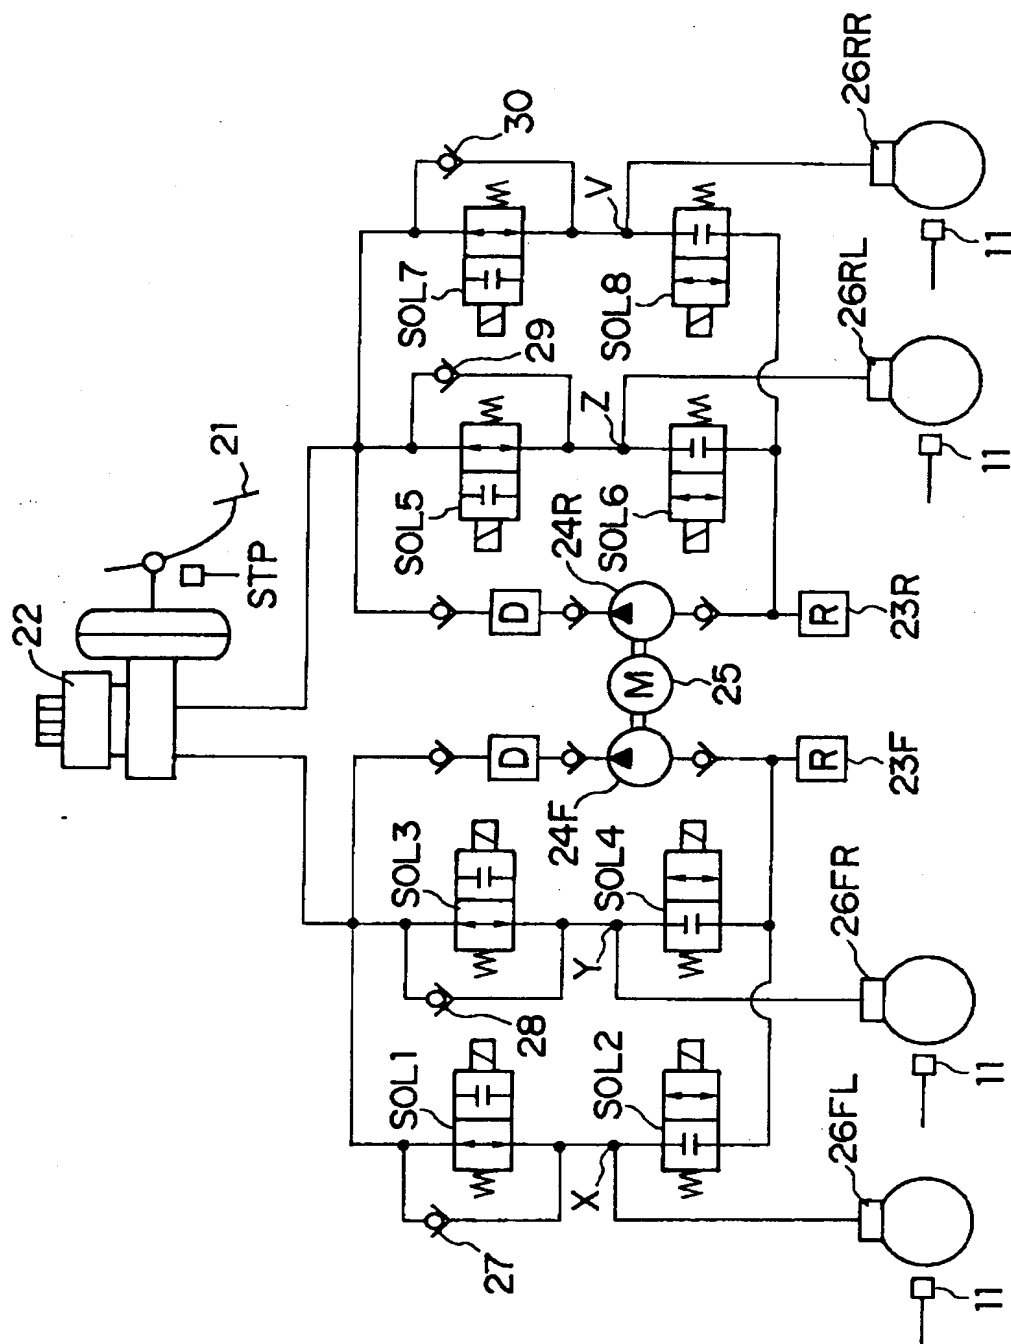 22
21
STP
30
SOL7
V
SOL8
26RR
11
29
SOL5
Z
SOL6
26RL
11
24R
D
R
23R
M
25
D
24F
R
23F
SOL3
28
Y
SOL4
26FR
11
SOL1
27
X
SOL2
26FL
11